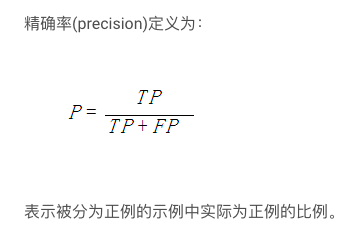 精确率(precision)定义为：
P = TP / (TP + FP)
表示被分为正例的示例中实际为正例的比例。